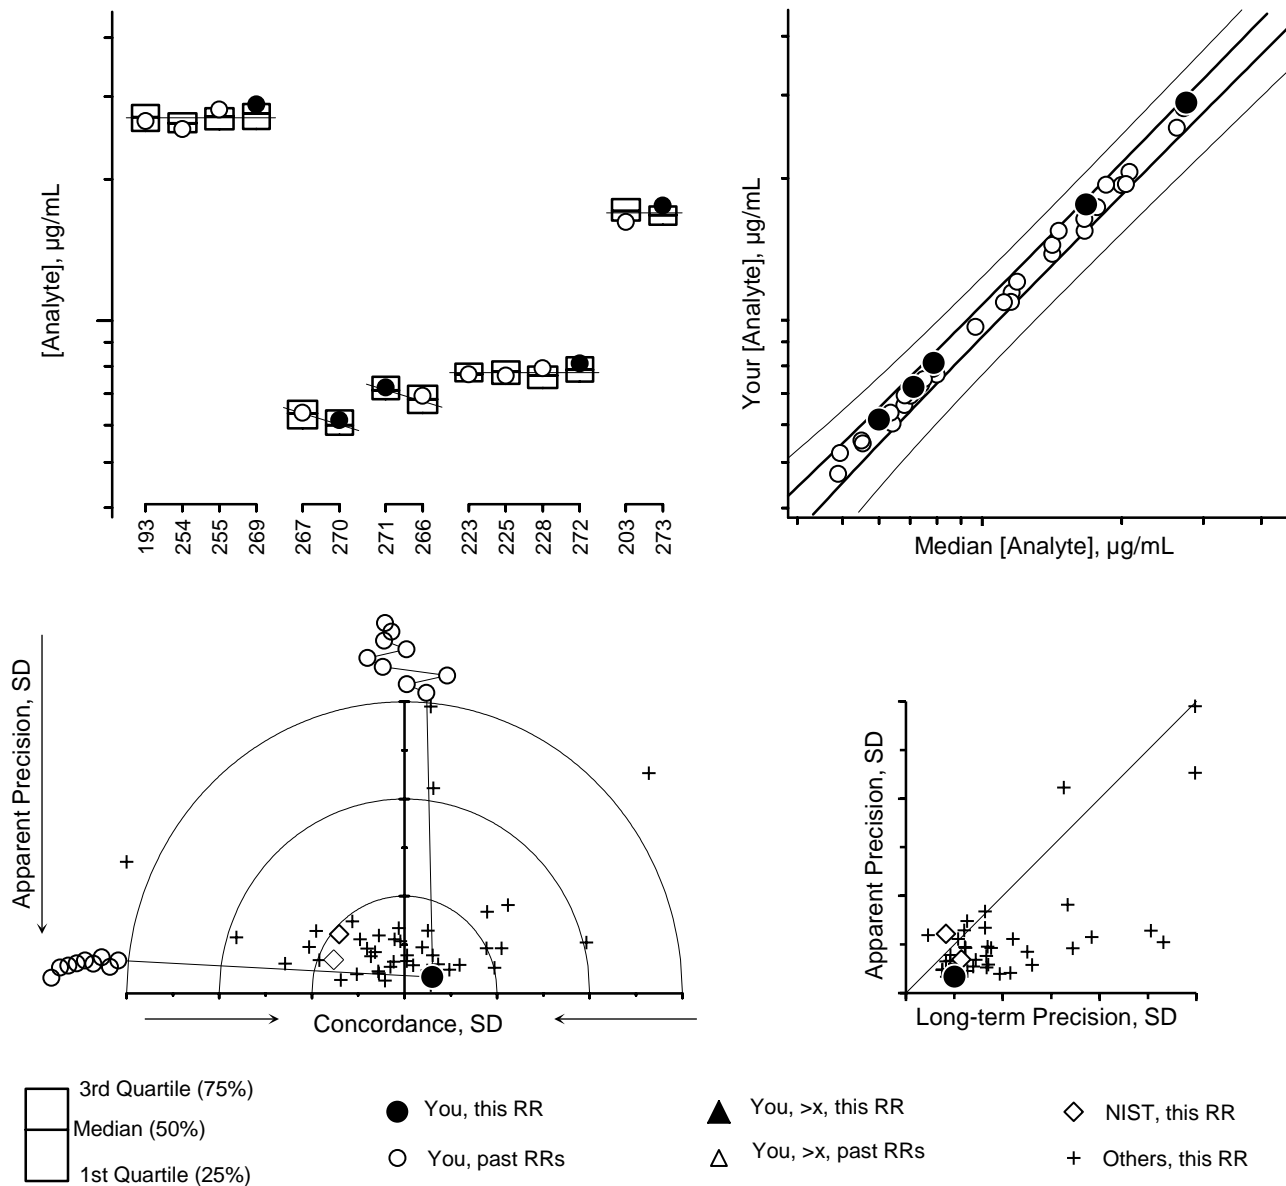 [Analyte], µg/mL
193
254
255
269
267
270
271
266
223
225
228
272
203
273
Your [Analyte], µg/mL
Median [Analyte], µg/mL
Apparent Precision, SD
Concordance, SD
Apparent Precision, SD
Long-term Precision, SD
3rd Quartile (75%)
Median (50%)
1st Quartile (25%)
You, this RR
You, past RRs
You, >x, this RR
You, >x, past RRs
NIST, this RR
Others, this RR